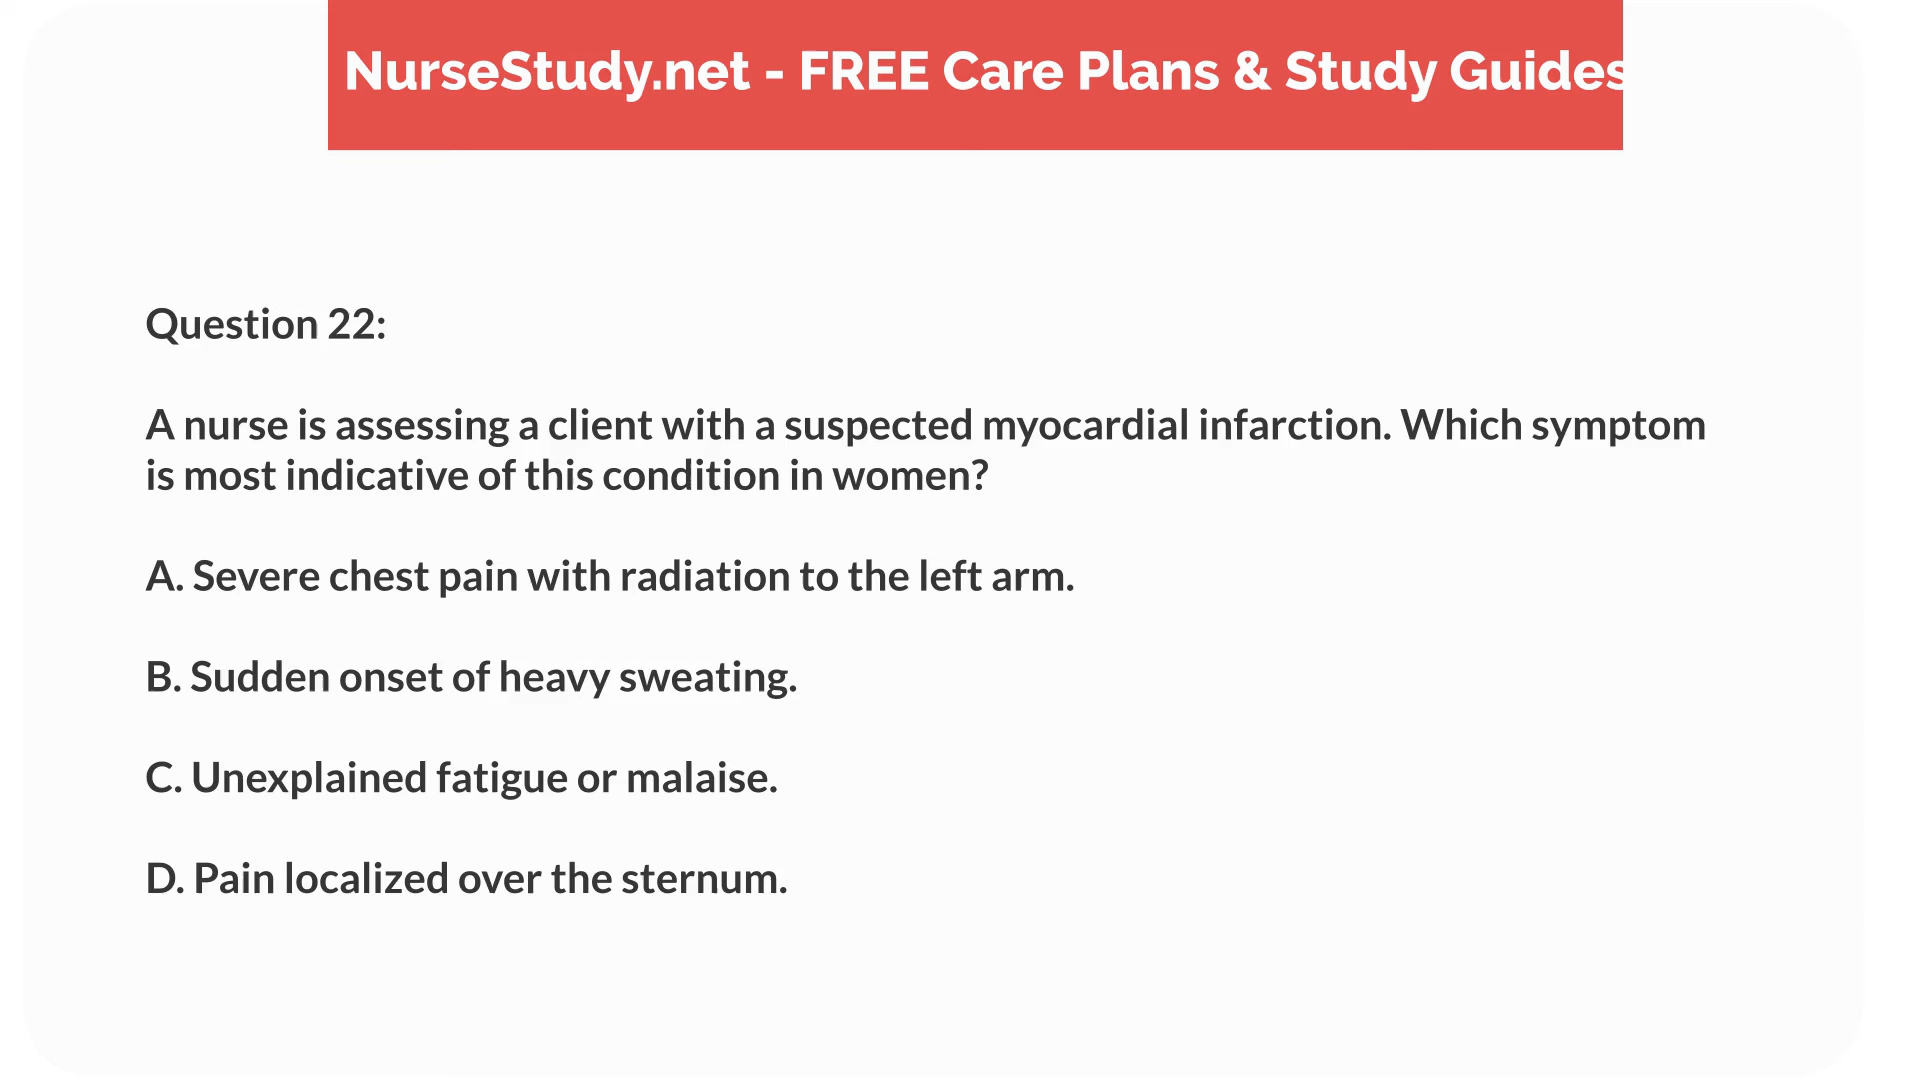 NurseStudy.net - FREE Care Plans & Study Guides
Question 22:
A nurse is assessing a client with a suspected myocardial infarction. Which symptom
is most indicative of this condition in women?
A. Severe chest pain with radiation to the left arm.
B. Sudden onset of heavy sweating.
C. Unexplained fatigue or malaise.
D. Pain localized over the sternum.